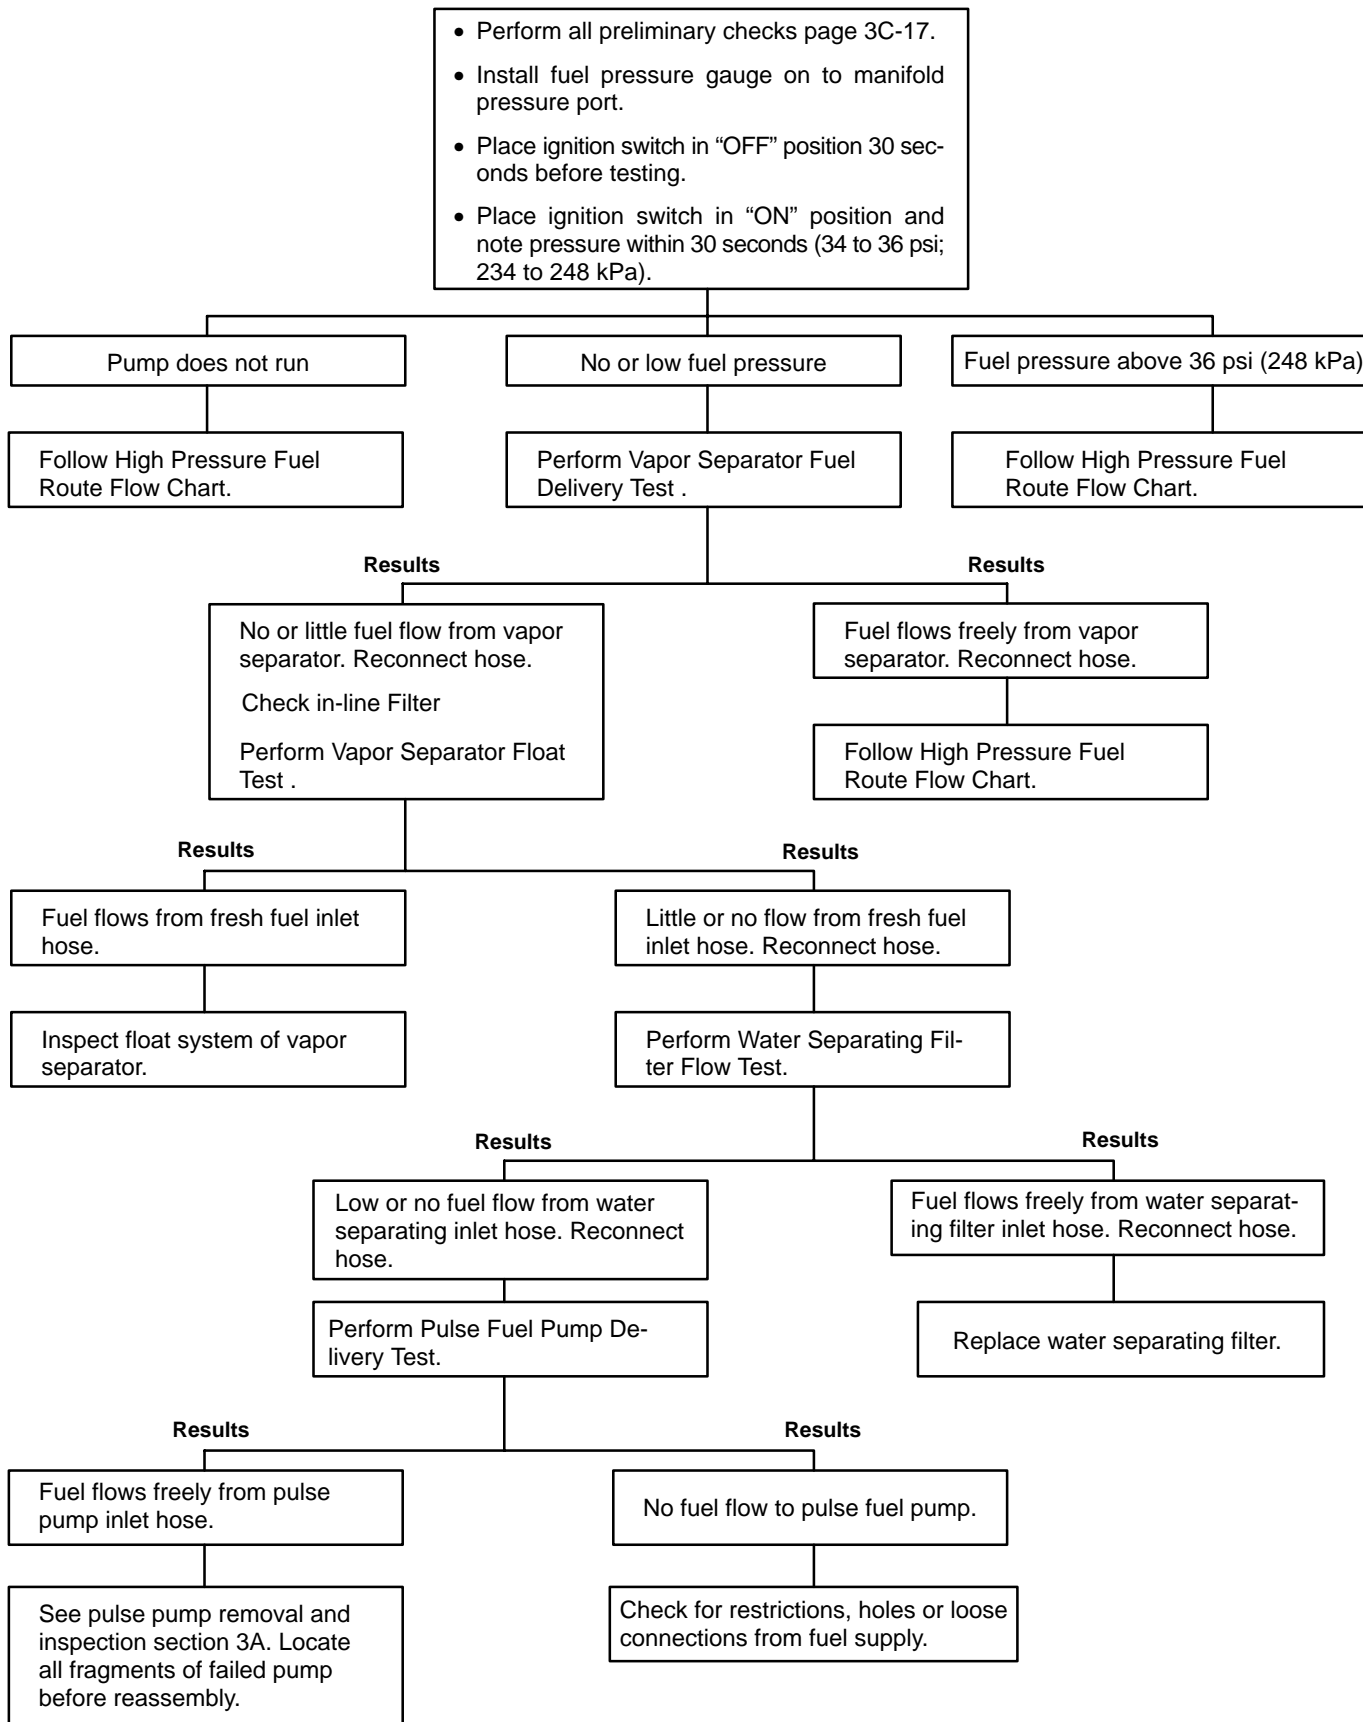 • Perform all preliminary checks page 3C-17.
• Install fuel pressure gauge on to manifold
pressure port.
• Place ignition switch in “OFF” position 30 sec-
onds before testing.
• Place ignition switch in “ON” position and
note pressure within 30 seconds (34 to 36 psi;
234 to 248 kPa).
Pump does not run
No or low fuel pressure
Fuel pressure above 36 psi (248 kPa)
Follow High Pressure Fuel
Route Flow Chart.
Perform Vapor Separator Fuel
Delivery Test .
Follow High Pressure Fuel
Route Flow Chart.
Results
Results
No or little fuel flow from vapor
separator. Reconnect hose.
Check in-line Filter
Perform Vapor Separator Float
Test .
Fuel flows freely from vapor
separator. Reconnect hose.
Follow High Pressure Fuel
Route Flow Chart.
Results
Results
Fuel flows from fresh fuel inlet
hose.
Little or no flow from fresh fuel
inlet hose. Reconnect hose.
Inspect float system of vapor
separator.
Perform Water Separating Fil-
ter Flow Test.
Results
Results
Low or no fuel flow from water
separating inlet hose. Reconnect
hose.
Fuel flows freely from water separat-
ing filter inlet hose. Reconnect hose.
Perform Pulse Fuel Pump De-
livery Test.
Replace water separating filter.
Results
Results
Fuel flows freely from pulse
pump inlet hose.
No fuel flow to pulse fuel pump.
See pulse pump removal and
inspection section 3A. Locate
all fragments of failed pump
before reassembly.
Check for restrictions, holes or loose
connections from fuel supply.